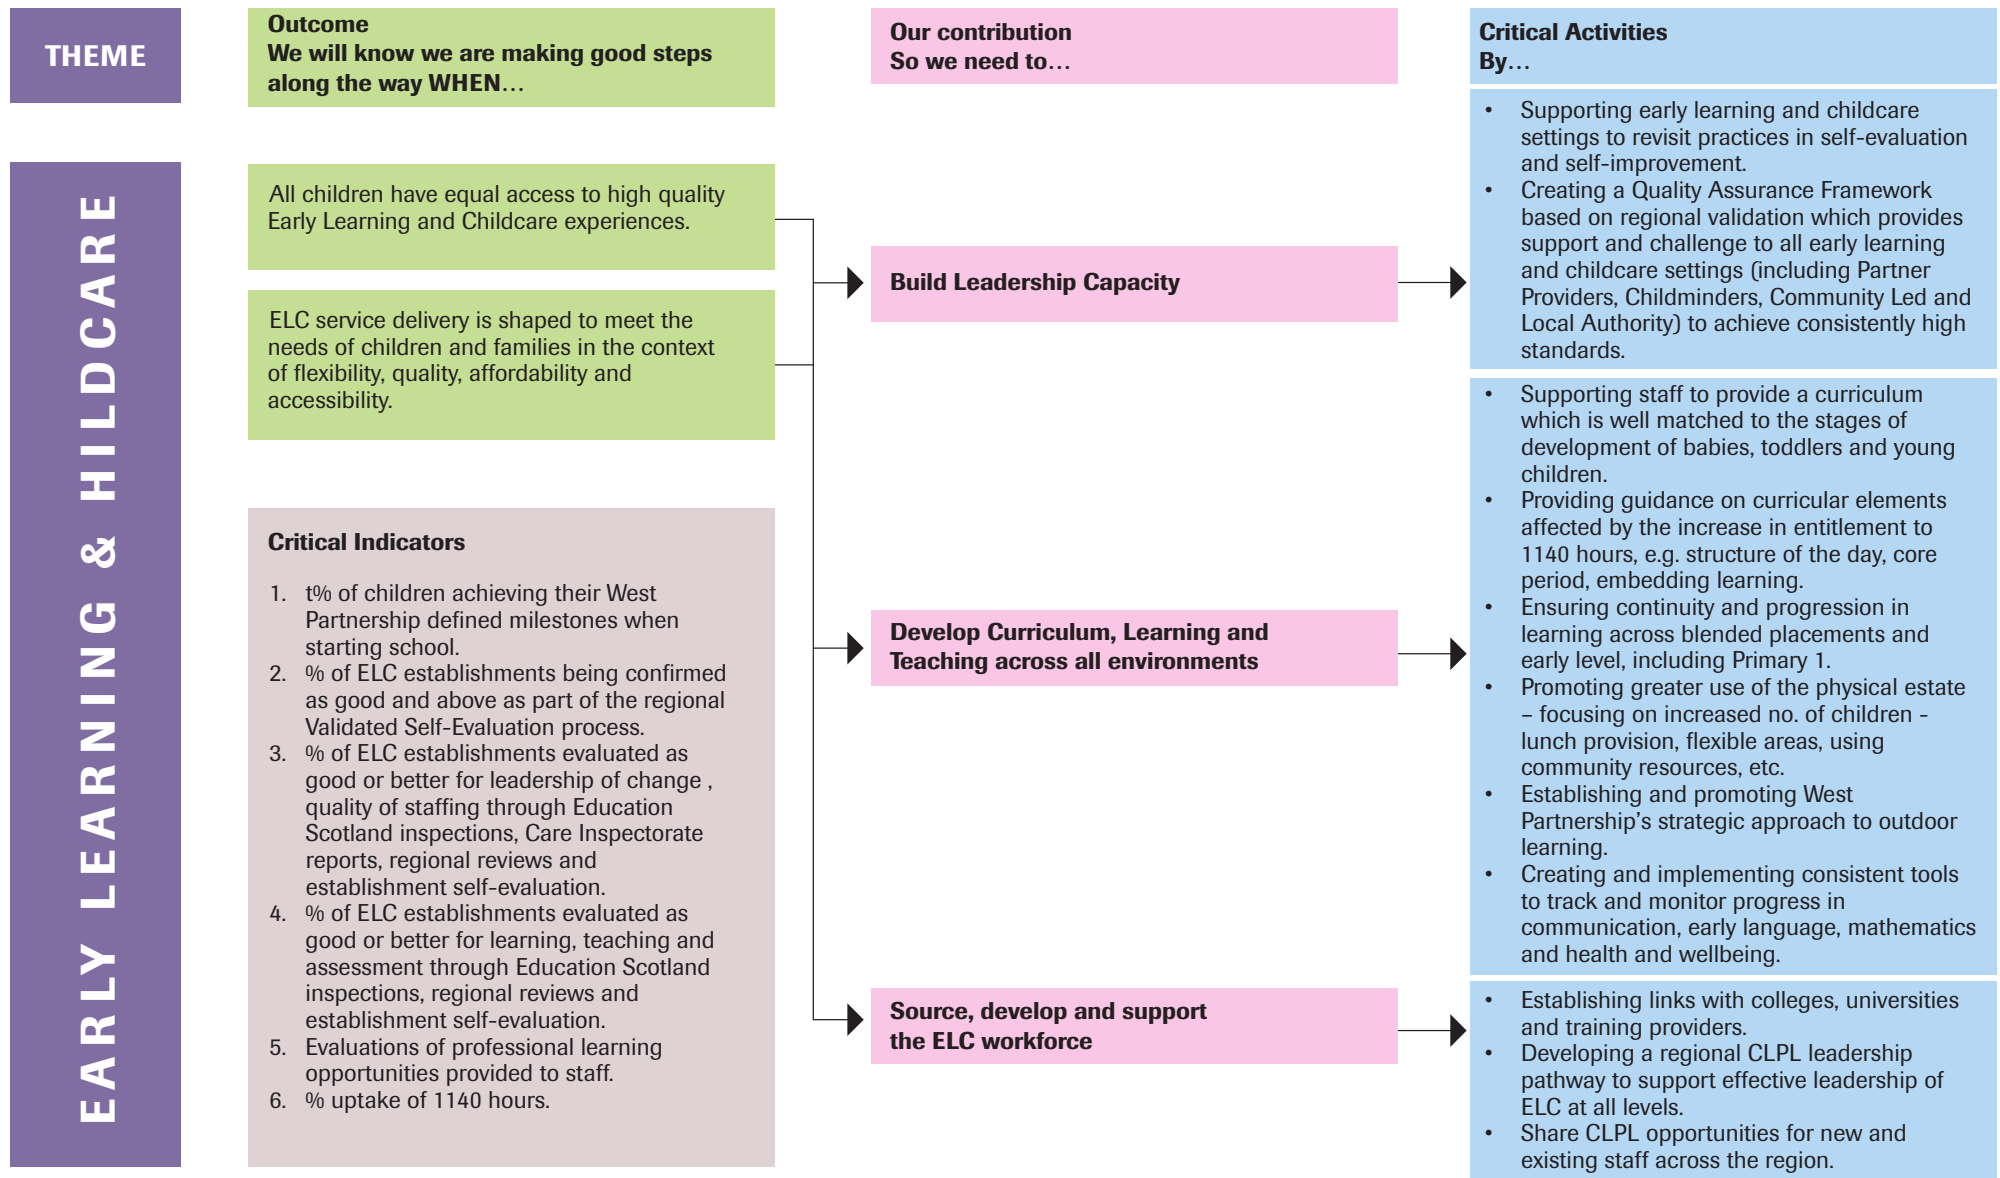 THEME
EARLY LEARNING & HILDCARE
Outcome
We will know we are making good steps
along the way WHEN…
All children have equal access to high quality
Early Learning and Childcare experiences.
ELC service delivery is shaped to meet the
needs of children and families in the context
of flexibility, quality, affordability and
accessibility.
Critical Indicators
1. t% of children achieving their West
Partnership defined milestones when
starting school.
2. % of ELC establishments being confirmed
as good and above as part of the regional
Validated Self-Evaluation process.
3. % of ELC establishments evaluated as
good or better for leadership of change ,
quality of staffing through Education
Scotland inspections, Care Inspectorate
reports, regional reviews and
establishment self-evaluation.
4. % of ELC establishments evaluated as
good or better for learning, teaching and
assessment through Education Scotland
inspections, regional reviews and
establishment self-evaluation.
5. Evaluations of professional learning
opportunities provided to staff.
6. % uptake of 1140 hours.
Our contribution
So we need to…
Build Leadership Capacity
Develop Curriculum, Learning and
Teaching across all environments
Source, develop and support
the ELC workforce
Critical Activities
By…
• Supporting early learning and childcare
settings to revisit practices in self-evaluation
and self-improvement.
• Creating a Quality Assurance Framework
based on regional validation which provides
support and challenge to all early learning
and childcare settings (including Partner
Providers, Childminders, Community Led and
Local Authority) to achieve consistently high
standards.
• Supporting staff to provide a curriculum
which is well matched to the stages of
development of babies, toddlers and young
children.
• Providing guidance on curricular elements
affected by the increase in entitlement to
1140 hours, e.g. structure of the day, core
period, embedding learning.
• Ensuring continuity and progression in
learning across blended placements and
early level, including Primary 1.
• Promoting greater use of the physical estate
– focusing on increased no. of children -
lunch provision, flexible areas, using
community resources, etc.
• Establishing and promoting West
Partnership’s strategic approach to outdoor
learning.
• Creating and implementing consistent tools
to track and monitor progress in
communication, early language, mathematics
and health and wellbeing.
• Establishing links with colleges, universities
and training providers.
• Developing a regional CLPL leadership
pathway to support effective leadership of
ELC at all levels.
• Share CLPL opportunities for new and
existing staff across the region.